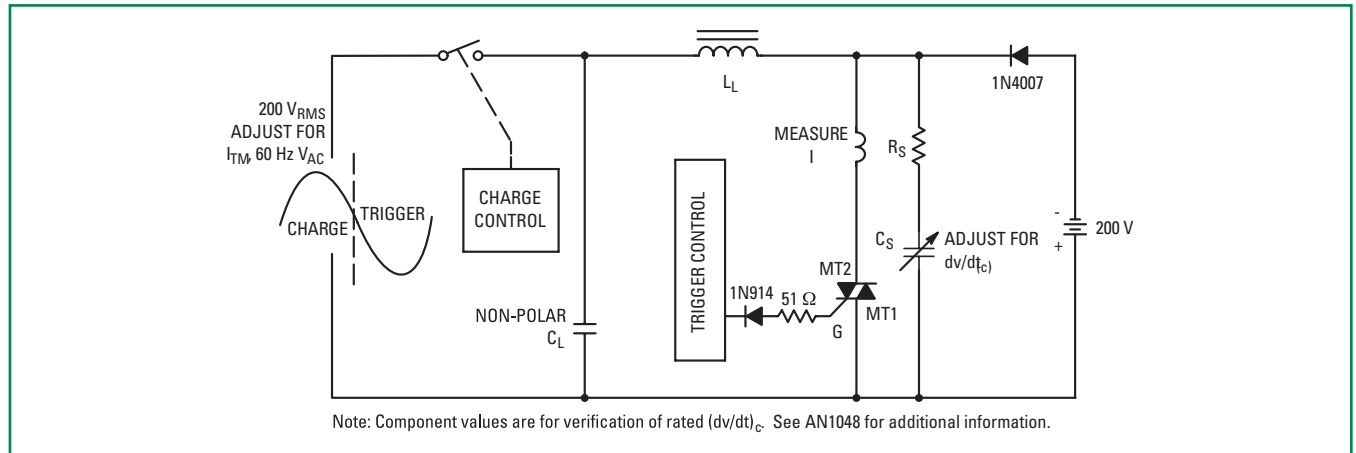 200 VRMS
ADJUST FOR
ITM, 60 Hz VAC
CHARGE
TRIGGER
CHARGE
CONTROL
NON-POLAR
CL
LL
TRIGGER CONTROL
MEASURE
I
RS
1N4007
CS
ADJUST FOR
dv/dt(c)
-
+
200 V
1N914
51 Ω
MT2
MT1
G
Note: Component values are for verification of rated (dv/dt)c. See AN1048 for additional information.